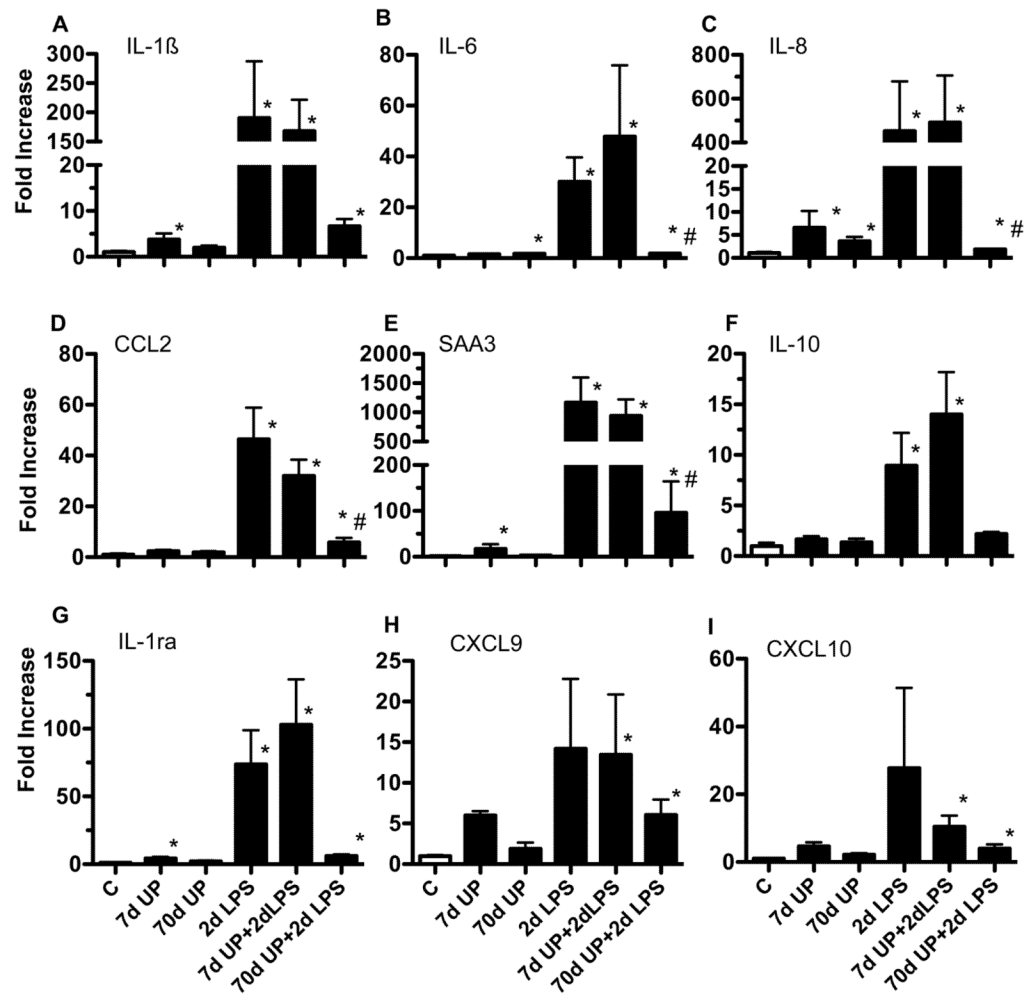 A
IL-1ß
Fold Increase
300
250
200
150
20
10
0
*
*
*
*
B
IL-6
80
60
40
20
0
*
*
*
* #
C
IL-8
800
600
400
20
15
10
5
0
*
*
*
*
* #
D
CCL2
Fold Increase
80
60
40
20
0
*
*
* #
E
SAA3
2000
1500
1000
500
200
100
0
*
*
*
* #
F
IL-10
20
15
10
5
0
*
*
G
IL-1ra
Fold Increase
150
100
50
0
*
*
*
*
C
7d UP
70d UP
2d LPS
7d UP+2dLPS
70d UP+2d LPS
H
CXCL9
25
20
15
10
5
0
*
*
C
7d UP
70d UP
2d LPS
7d UP+2dLPS
70d UP+2d LPS
I
CXCL10
60
40
20
0
*
*
C
7d UP
70d UP
2d LPS
7d UP+2dLPS
70d UP+2d LPS